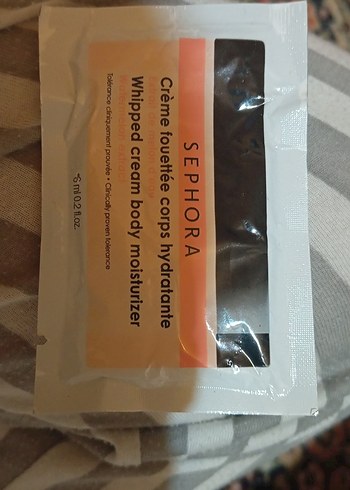 SEPHORA
Crème fouettée corps hydratante
Whipped cream body moisturizer
Tolérance cliniquement prouvée • Clinically proven tolerance
℮6 ml 0.2 fl.oz.